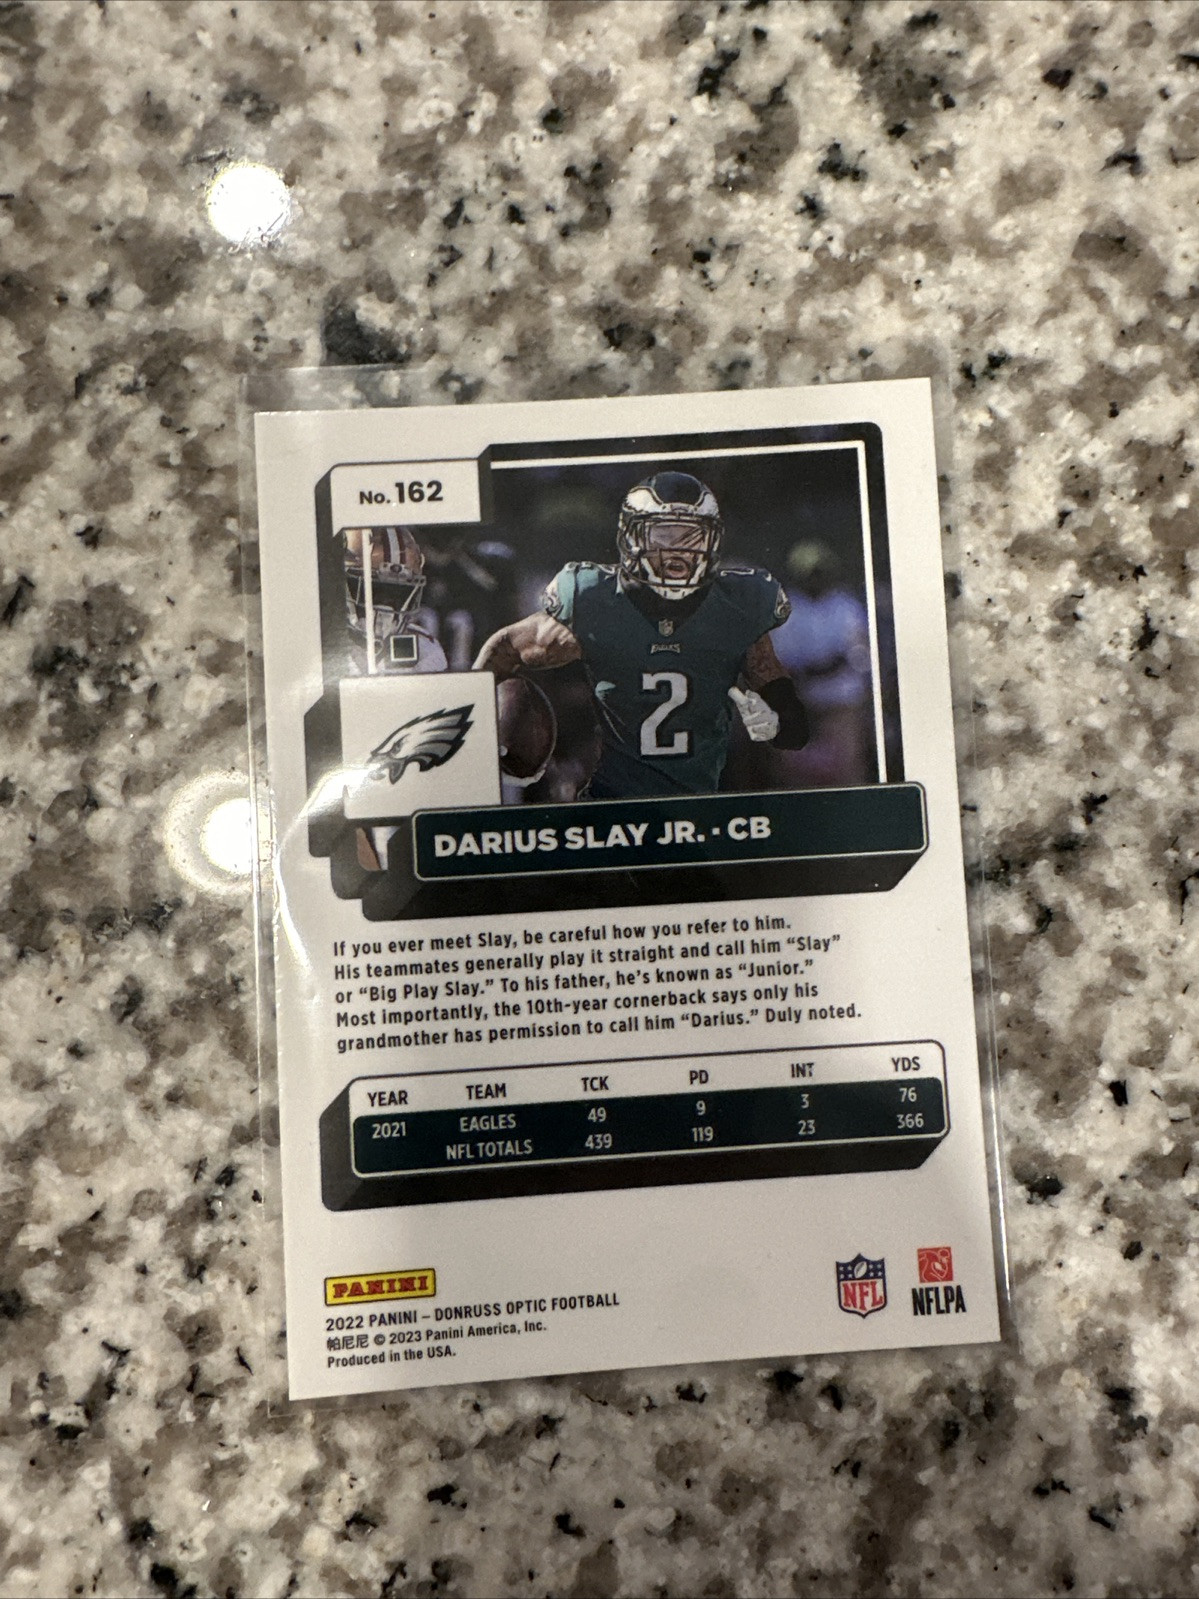 No. 162
EAGLES
2
DARIUS SLAY JR. · CB
If you ever meet Slay, be careful how you refer to him.
His teammates generally play it straight and call him “Slay”
or “Big Play Slay.” To his father, he’s known as “Junior.”
Most importantly, the 10th-year cornerback says only his
grandmother has permission to call him “Darius.” Duly noted.
YEAR TEAM TCK PD INT YDS
2021 EAGLES 49 9 3 76
NFL TOTALS 439 119 23 366
PANINI
2022 PANINI – DONRUSS OPTIC FOOTBALL
帕尼尼 © 2023 Panini America, Inc.
Produced in the USA.
NFL
NFLPA